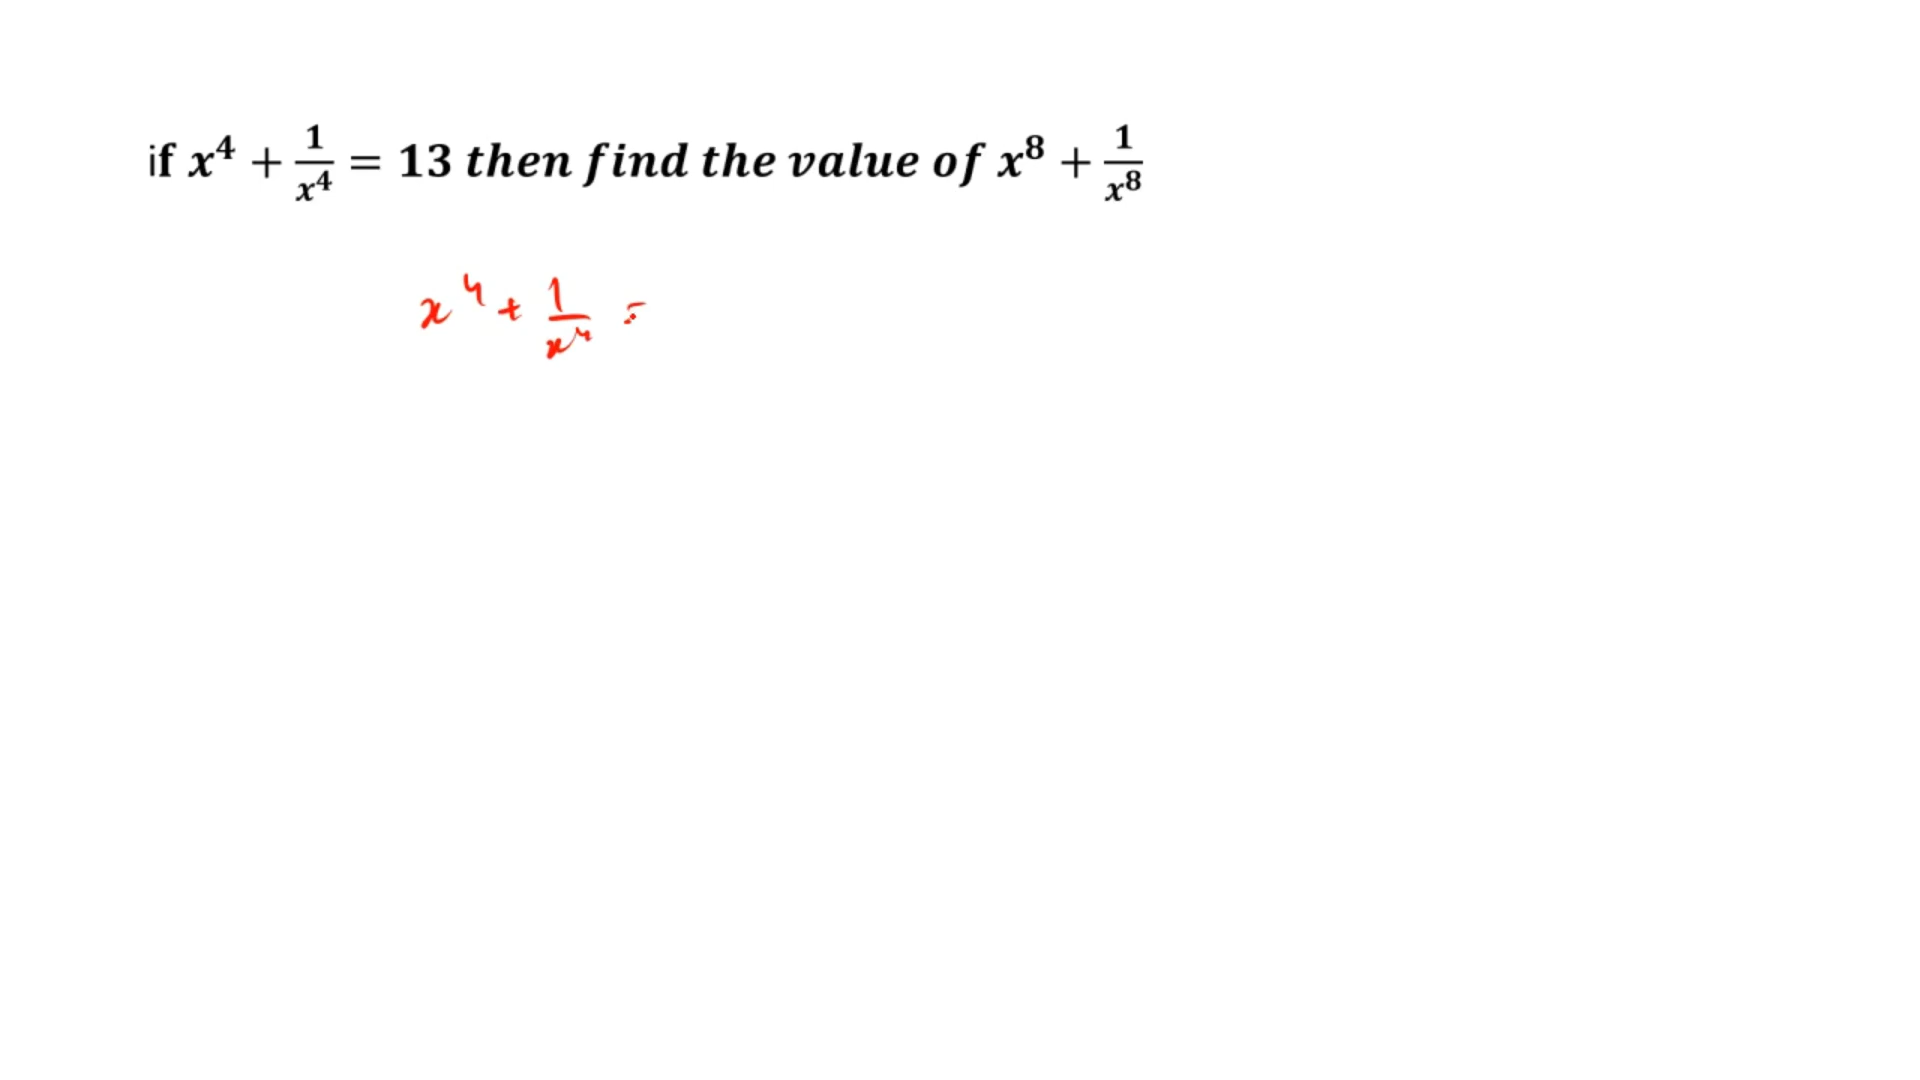 if x⁴ + 1/x⁴ = 13 then find the value of x⁸ + 1/x⁸
x⁴ + 1/x⁴ =